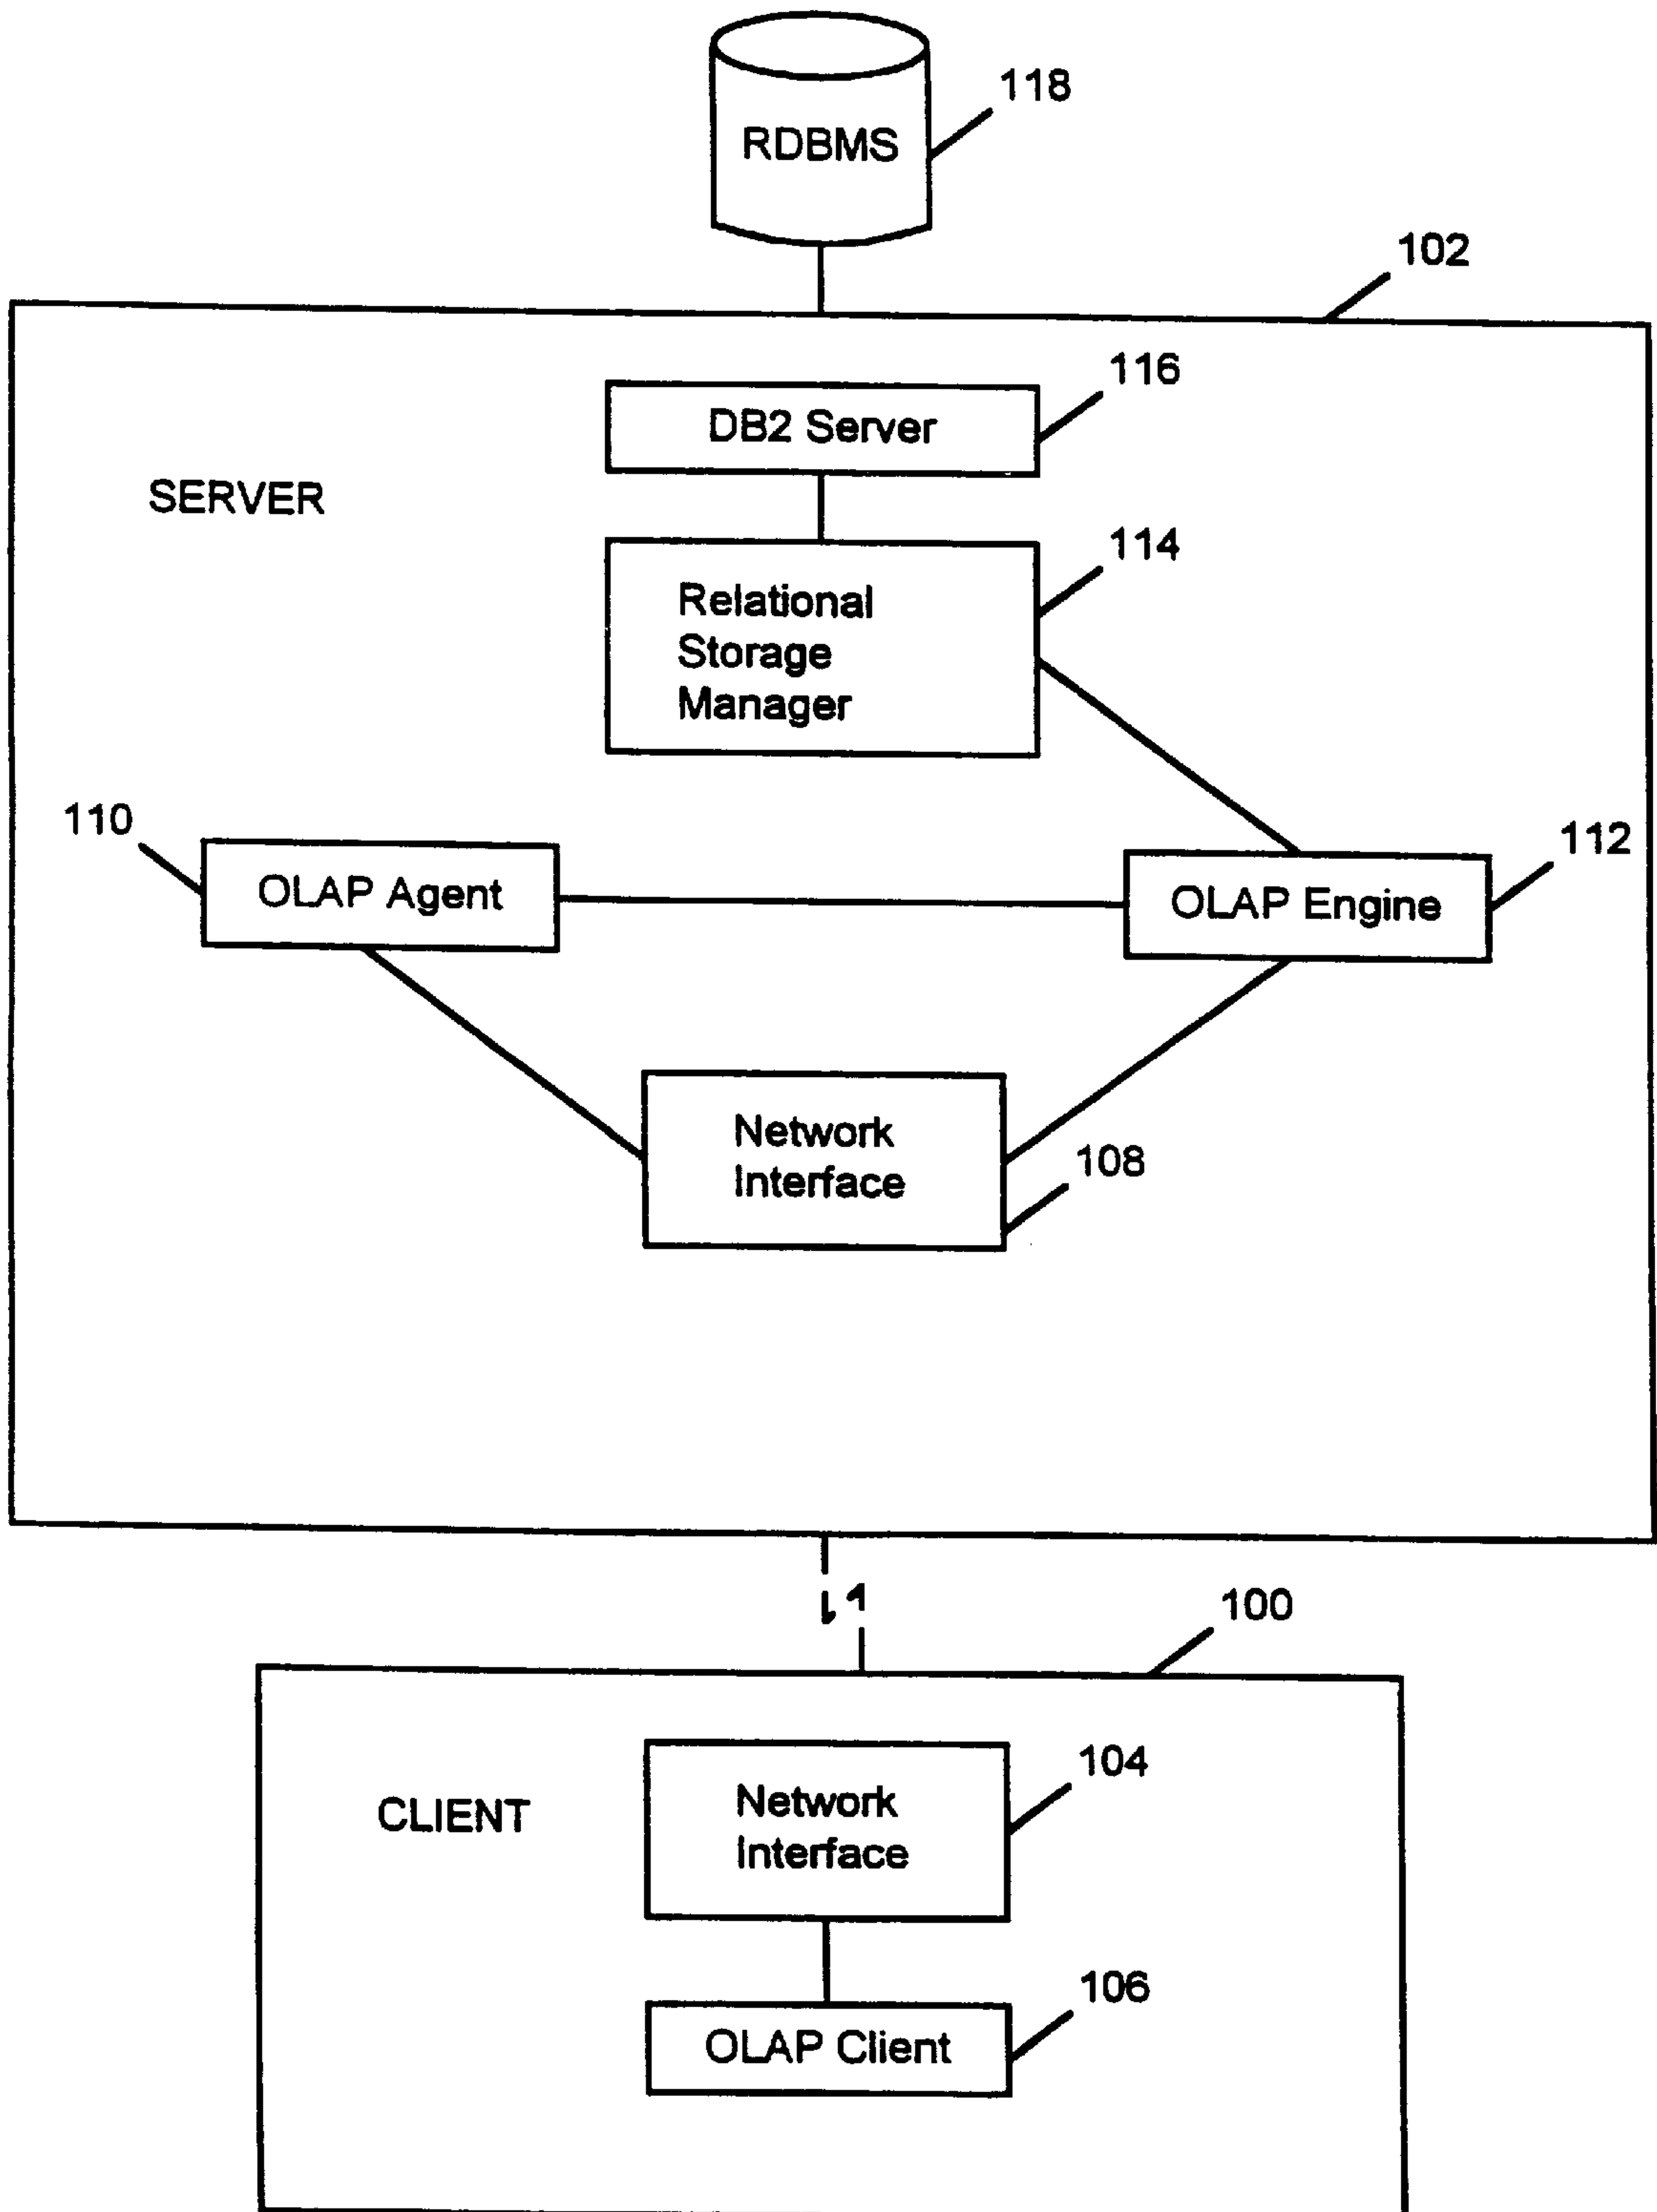 118
RDBMS
102
116
DB2 Server
SERVER
114
Relational
Storage
Manager
110
112
OLAP Agent
OLAP Engine
Network
Interface
108
100
104
Network
Interface
CLIENT
106
OLAP Client